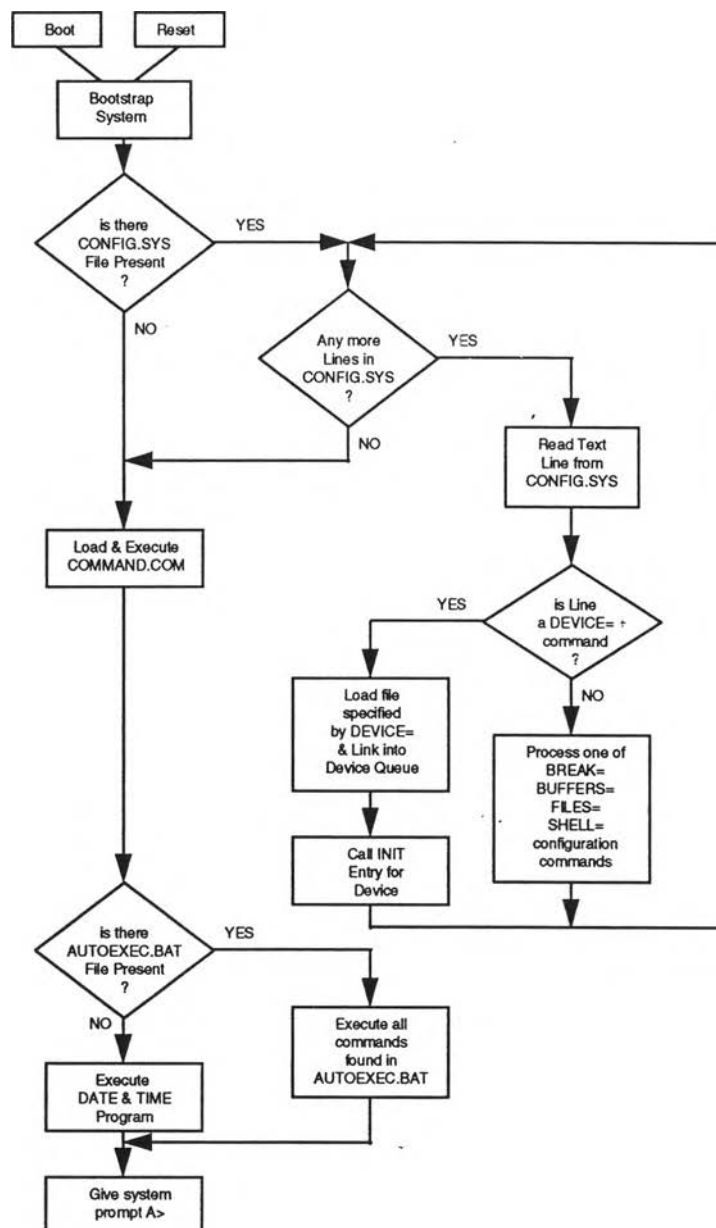 Boot
Reset
Bootstrap
System
is there
CONFIG.SYS
File Present
?
YES
NO
Any more
Lines in
CONFIG.SYS
?
YES
NO
Read Text
Line from
CONFIG.SYS
Load & Execute
COMMAND.COM
is Line
a DEVICE=
command
?
YES
NO
Load file
specified
by DEVICE=
& Link into
Device Queue
Process one of
BREAK=
BUFFERS=
FILES=
SHELL=
configuration
commands
Call INIT
Entry for
Device
is there
AUTOEXEC.BAT
File Present
?
YES
NO
Execute all
commands
found in
AUTOEXEC.BAT
Execute
DATE & TIME
Program
Give system
prompt A>